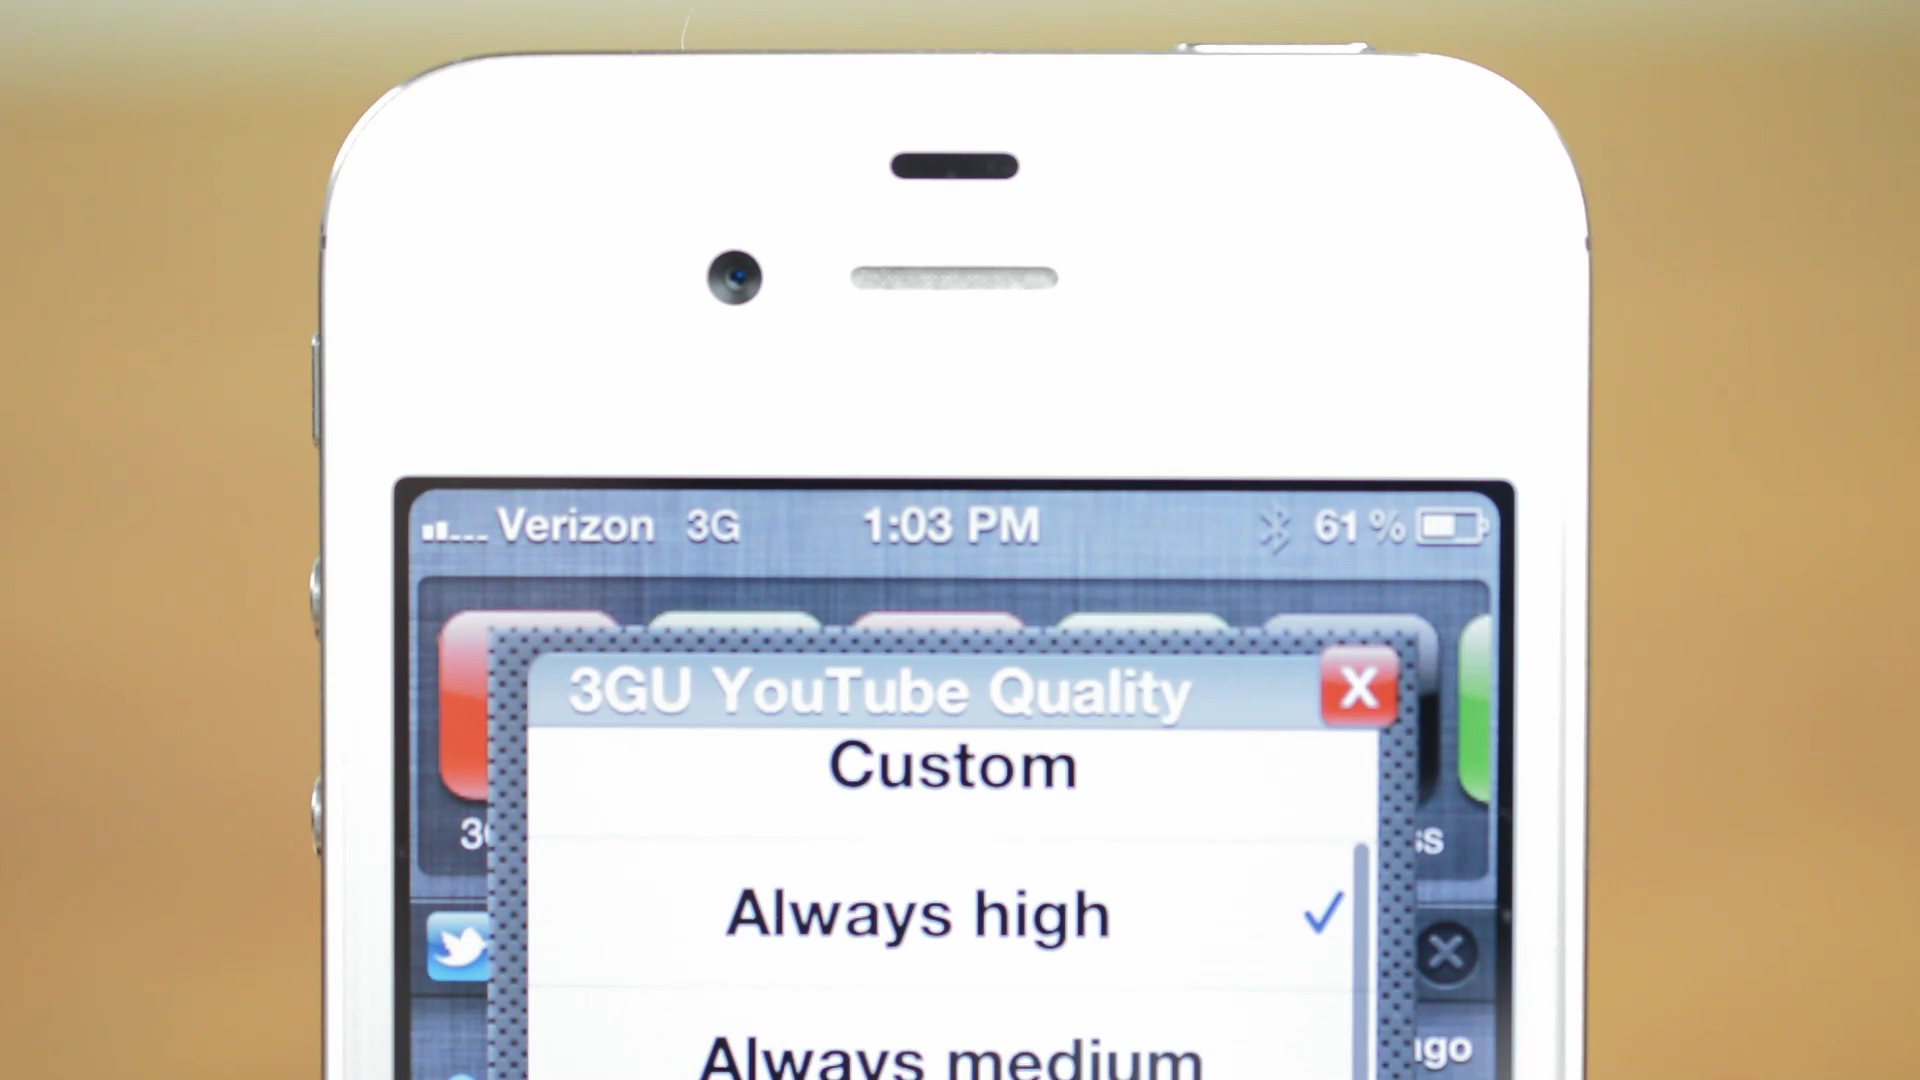 Verizon 3G 1:03 PM 61 %
3GU YouTube Quality X
Custom
Always high
Always medium